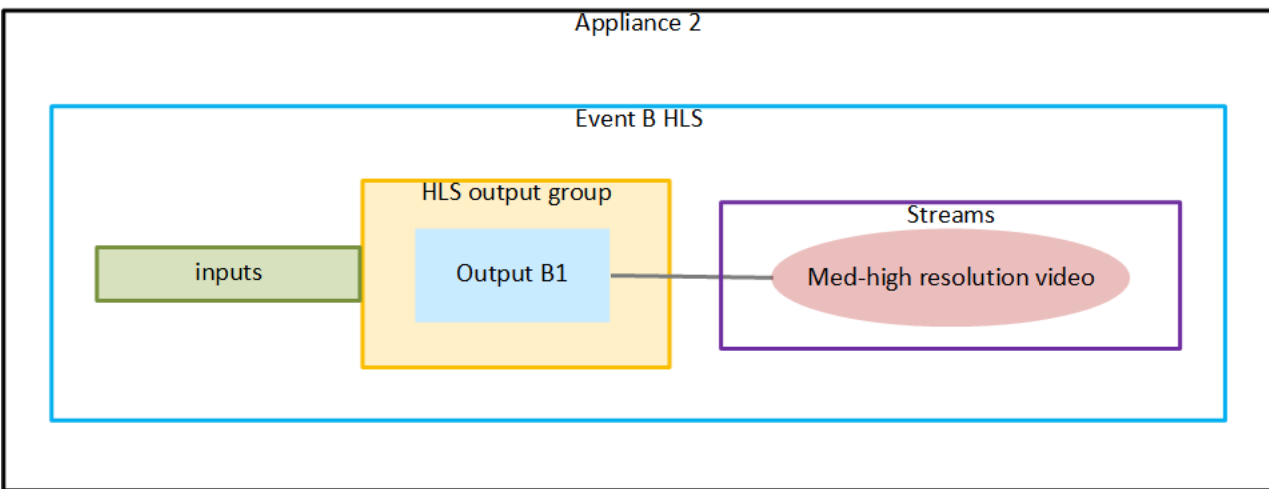 Appliance 2
Event B HLS
HLS output group
Streams
inputs
Output B1
Med-high resolution video